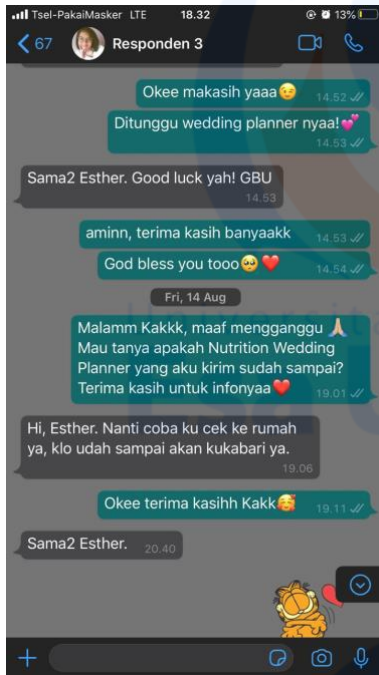 Tsel-PakaiMasker LTE 18.32 13%
67 Responden 3
Okee makasih yaaa😉 14.52
Ditunggu wedding planner nyaa!💕
14.53
Sama2 Esther. Good luck yah! GBU
14.53
aminn, terima kasih banyaakk 14.53
God bless you tooo🥺❤️ 14.54
Fri, 14 Aug
Malamm Kakkk, maaf mengganggu 🙏🏻
Mau tanya apakah Nutrition Wedding
Planner yang aku kirim sudah sampai?
Terima kasih untuk infonyaa❤️ 19.01
Hi, Esther. Nanti coba ku cek ke rumah
ya, klo udah sampai akan kukabari ya.
19.06
Okee terima kasihh Kakk🥰 19.11
Sama2 Esther. 20.40